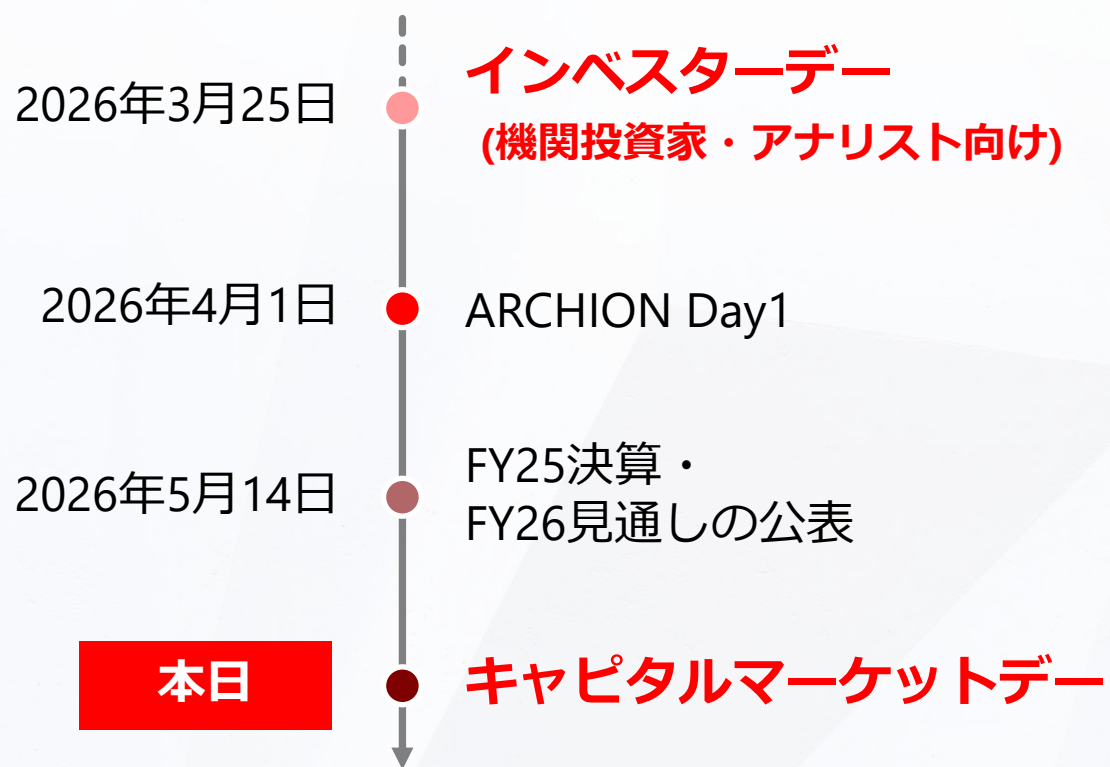 2026年3月25日
インベスターデー
(機関投資家・アナリスト向け)
2026年4月1日
ARCHION Day1
2026年5月14日
FY25決算・
FY26見通しの公表
本日
キャピタルマーケットデー